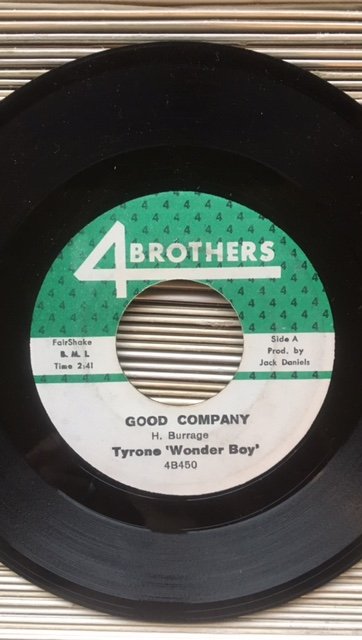 4 BROTHERS
FairShake
B. M. I.
Time 2:41
Side A
Prod. by
Jack Daniels
GOOD COMPANY
H. Burrage
Tyrone 'Wonder Boy'
4B450